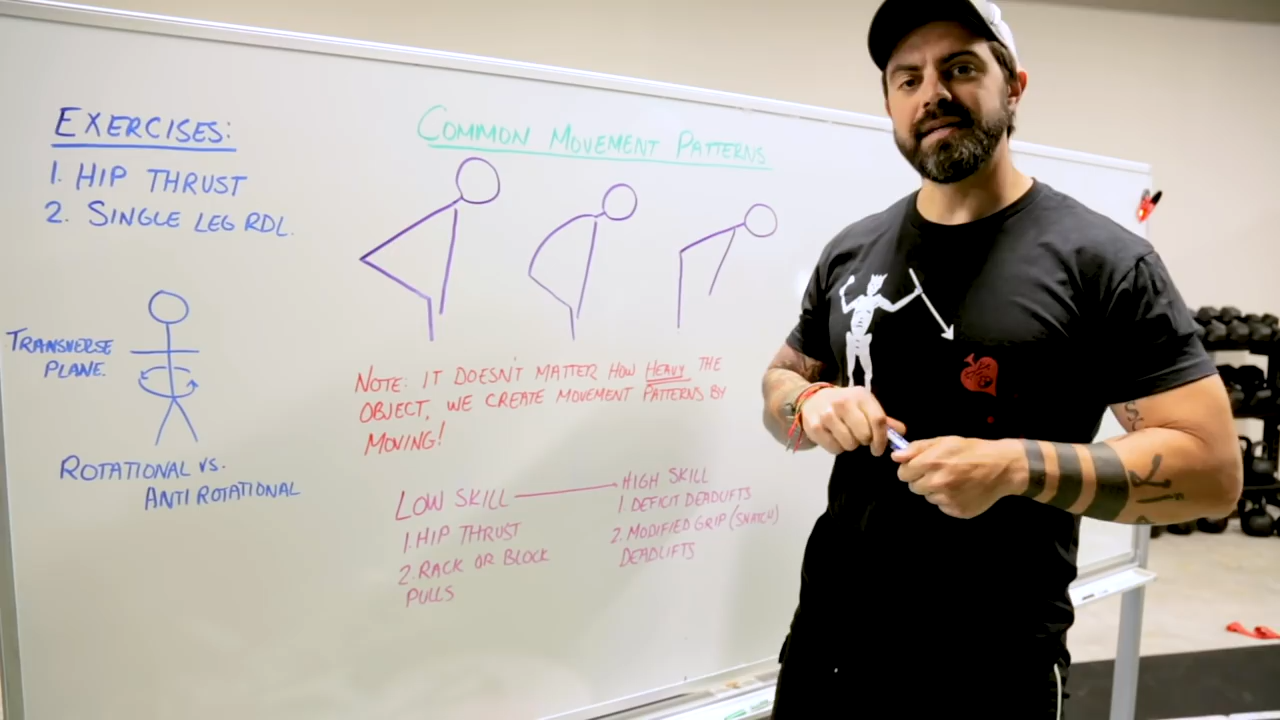 EXERCISES:
1. HIP THRUST
2. SINGLE LEG RDL.
TRANSVERSE
PLANE.
ROTATIONAL VS.
ANTI ROTATIONAL
COMMON MOVEMENT PATTERNS
NOTE: IT DOESN'T MATTER HOW HEAVY THE
OBJECT, WE CREATE MOVEMENT PATTERNS BY
MOVING!
LOW SKILL
1. HIP THRUST
2. RACK OR BLOCK
PULLS
HIGH SKILL
1. DEFICIT DEADLIFTS
2. MODIFIED GRIP (SNATCH)
DEADLIFTS